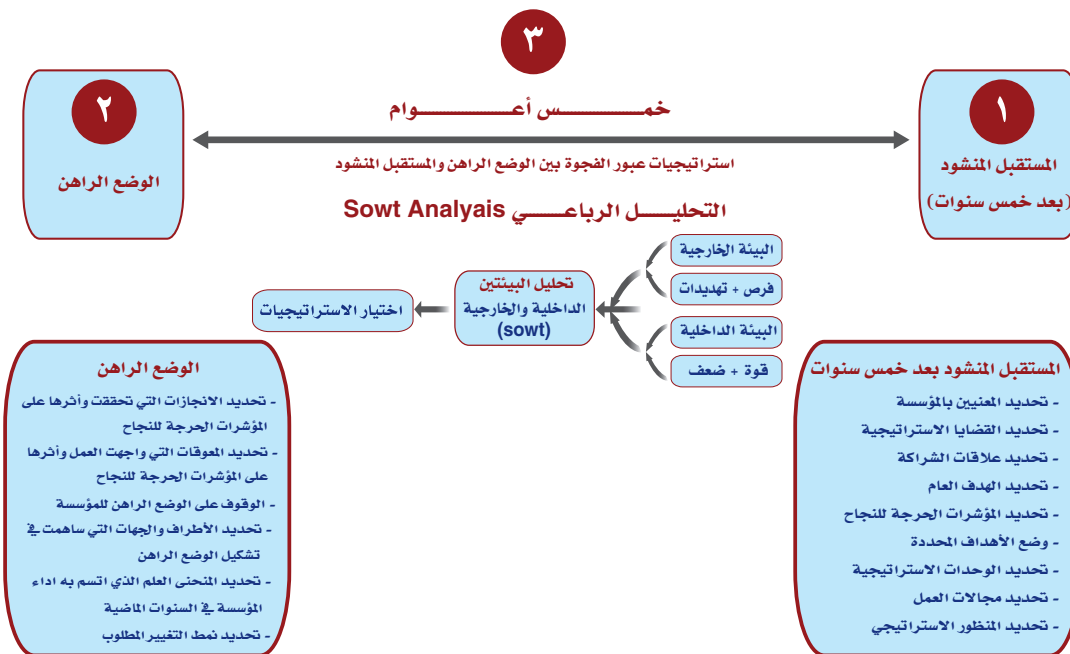 ٣
١
المستقبل المنشود
(بعد خمس سنوات)
خمــــس أعـــــوام
استراتيجيات عبور الفجوة بين الوضع الراهن والمستقبل المنشود
التحليـــل الرباعـــي Sowt Analyais
٢
الوضع الراهن
البيئة الخارجية
فرص + تهديدات
البيئة الداخلية
قوة + ضعف
تحليل البيئتين
الداخلية والخارجية
(sowt)
اختيار الاستراتيجيات
المستقبل المنشود بعد خمس سنوات
- تحديد المعنيين بالمؤسسة
- تحديد القضايا الاستراتيجية
- تحديد علاقات الشراكة
- تحديد الهدف العام
- تحديد المؤشرات الحرجة للنجاح
- وضع الأهداف المحددة
- تحديد الوحدات الاستراتيجية
- تحديد مجالات العمل
- تحديد المنظور الاستراتيجي
الوضع الراهن
- تحديد الانجازات التي تحققت وأثرها على
المؤشرات الحرجة للنجاح
- تحديد المعوقات التي واجهت العمل وأثرها
على المؤشرات الحرجة للنجاح
- الوقوف على الوضع الراهن للمؤسسة
- تحديد الأطراف والجهات التي ساهمت في
تشكيل الوضع الراهن
- تحديد المنحنى العلم الذي اتسم به اداء
المؤسسة في السنوات الماضية
- تحديد نمط التغيير المطلوب